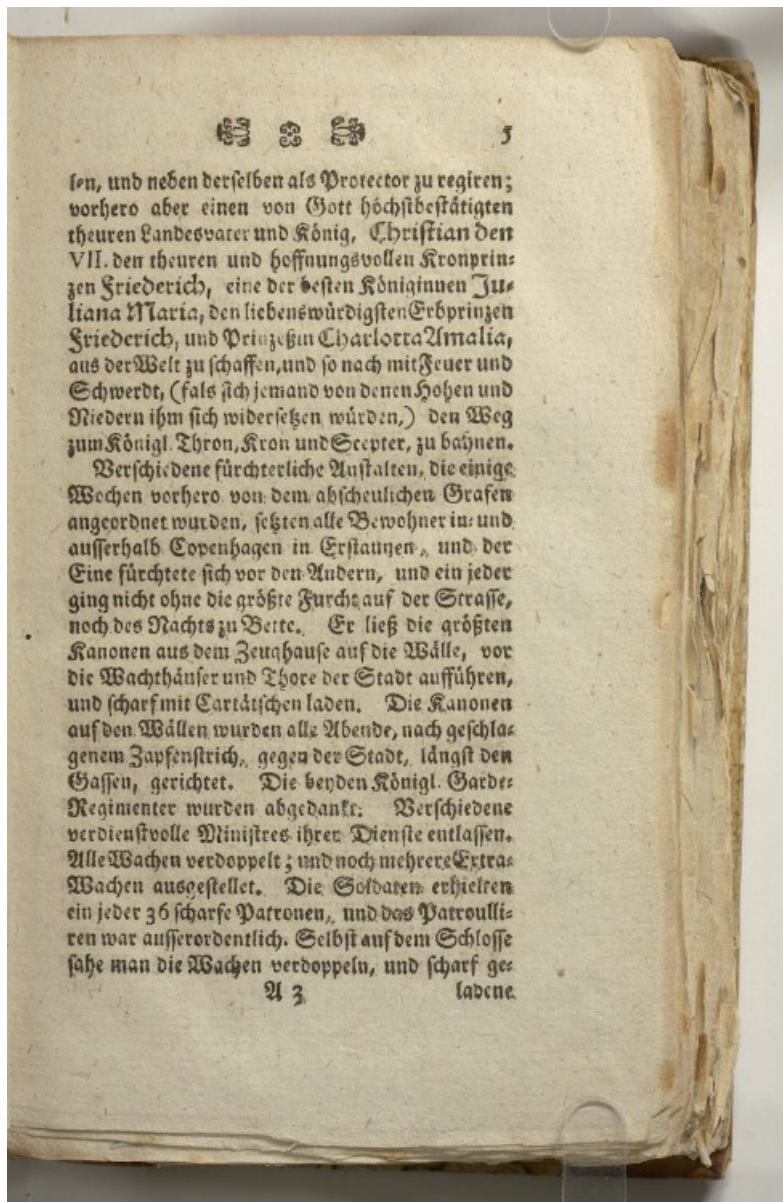 5
len, und neben derselben als Protector zu regiren;
vorhero aber einen von Gott höchstbestätigten
theuren Landesvater und König, Christian den
VII. den theuren und hoffnungsvollen Kronprin-
zen Friederich, eine der besten Königinnen Ju-
liana Maria, den liebenswürdigsten Erbprinzen
Friederich, und Prinzeßin Charlotta Amalia,
aus der Welt zu schaffen, und so nach mit Feuer und
Schwerdt, (fals sich jemand von denen Hohen und
Niedern ihm sich widersetzen würden,) den Weg
zum Königl. Thron, Kron und Scepter, zu bahnen.
Verschiedene fürchterliche Anstalten, die einige
Wochen vorhero von dem abscheulichen Grafen
angeordnet wurden, setzten alle Bewohner in- und
ausserhalb Copenhagen in Erstaunen, und der
Eine fürchtete sich vor den Andern, und ein jeder
ging nicht ohne die größte Furcht auf der Strasse,
noch des Nachts zu Bette. Er ließ die größten
Kanonen aus dem Zeughause auf die Wälle, vor
die Wachthäuser und Thore der Stadt aufführen,
und scharf mit Cartätschen laden. Die Kanonen
auf den Wällen wurden alle Abende, nach geschla-
genem Zapfenstrich, gegen der Stadt, längst den
Gassen, gerichtet. Die beyden Königl. Garde-
Regimenter wurden abgedankt. Verschiedene
verdienstvolle Ministres ihrer Dienste entlassen.
Alle Wachen verdoppelt; und noch mehrere Extra-
Wachen ausgestellet. Die Soldaten erhielten
ein jeder 36 scharfe Patronen, und das Patroulli-
ren war ausserordentlich. Selbst auf dem Schlosse
sahe man die Wachen verdoppeln, und scharf ge-
A 3 ladene